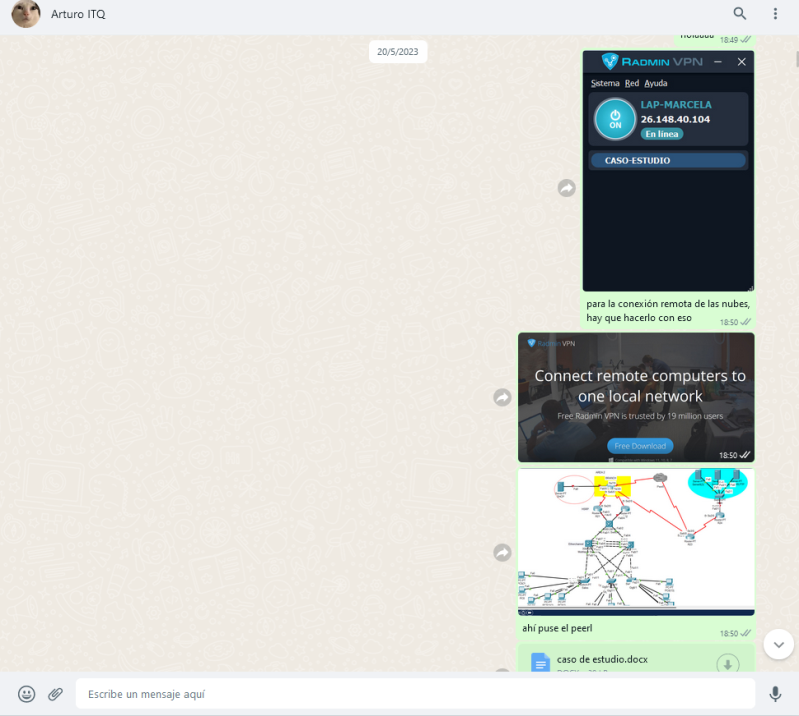 Arturo ITQ
20/5/2023
18:49
RADMIN VPN
Sistema Red Ayuda
LAP-MARCELA
26.148.40.104
ON
En línea
CASO-ESTUDIO
para la conexión remota de las nubes,
hay que hacerlo con eso
18:50
Radmin VPN
Connect remote computers to
one local network
Free Radmin VPN is trusted by 19 million users
Free Download
18:50
ahí puse el peerl
18:50
caso de estudio.docx
Escribe un mensaje aquí